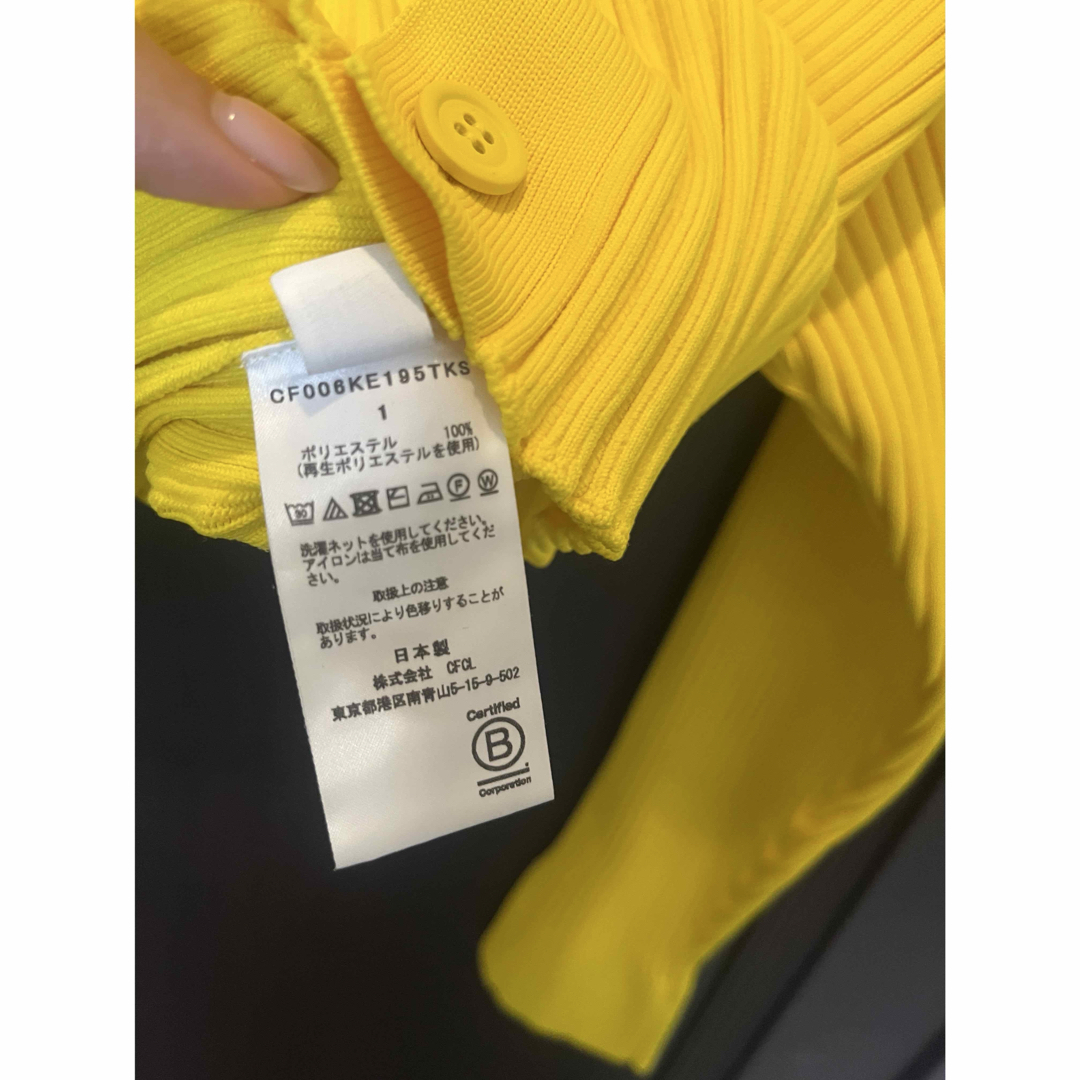 CF006KE195TKS
1
ポリエステル 100%
(再生ポリエステルを使用)
30 F W
洗濯ネットを使用してください。
アイロンは当て布を使用してくだ
さい。
取扱上の注意
取扱状況により色移りすることが
あります。
日本製
株式会社 CFCL
東京都港区南青山5-15-9-502
Certified
B
Corporation